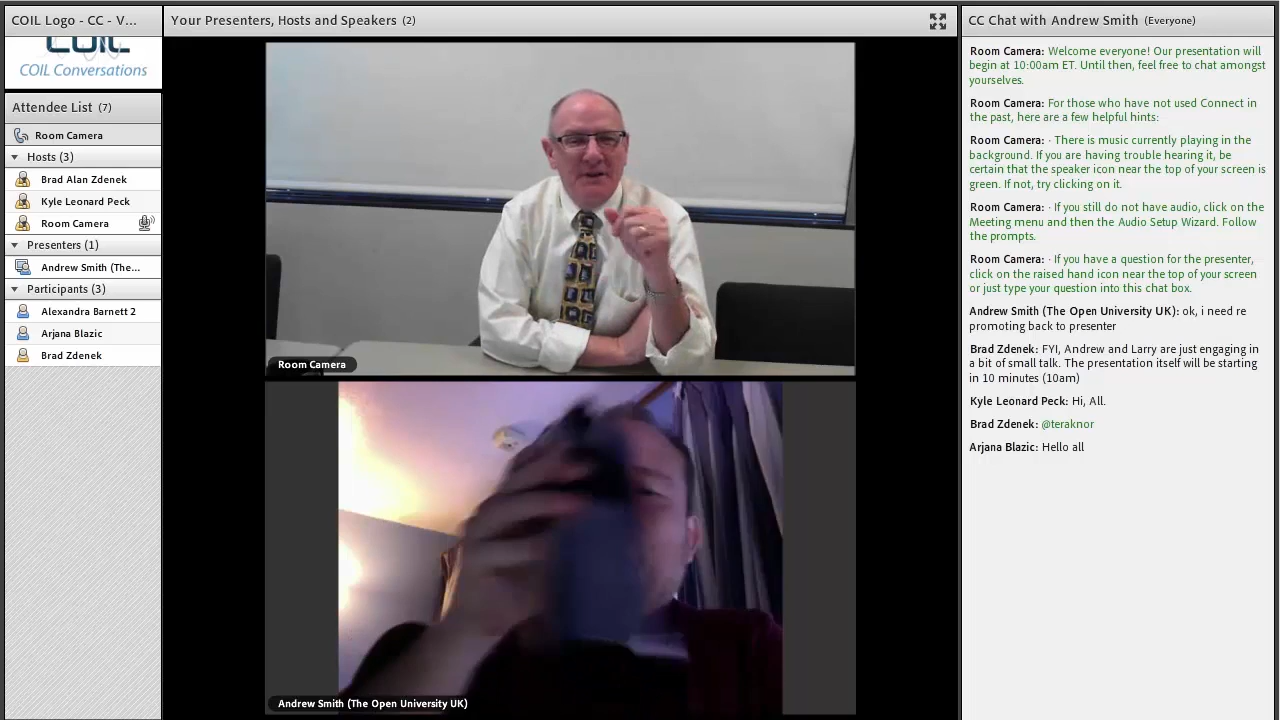 COIL Logo - CC - V...
COIL
COIL Conversations
Attendee List (7)
Room Camera
Hosts (3)
Brad Alan Zdenek
Kyle Leonard Peck
Room Camera
Presenters (1)
Andrew Smith (The...
Participants (3)
Alexandra Barnett 2
Arjana Blazic
Brad Zdenek
Your Presenters, Hosts and Speakers (2)
Room Camera
Andrew Smith (The Open University UK)
CC Chat with Andrew Smith (Everyone)
Room Camera: Welcome everyone! Our presentation will
begin at 10:00am ET. Until then, feel free to chat amongst
yourselves.
Room Camera: For those who have not used Connect in
the past, here are a few helpful hints:
Room Camera: · There is music currently playing in the
background. If you are having trouble hearing it, be
certain that the speaker icon near the top of your screen is
green. If not, try clicking on it.
Room Camera: · If you still do not have audio, click on the
Meeting menu and then the Audio Setup Wizard. Follow
the prompts.
Room Camera: · If you have a question for the presenter,
click on the raised hand icon near the top of your screen
or just type your question into this chat box.
Andrew Smith (The Open University UK): ok, i need re
promoting back to presenter
Brad Zdenek: FYI, Andrew and Larry are just engaging in
a bit of small talk. The presentation itself will be starting
in 10 minutes (10am)
Kyle Leonard Peck: Hi, All.
Brad Zdenek: @teraknor
Arjana Blazic: Hello all